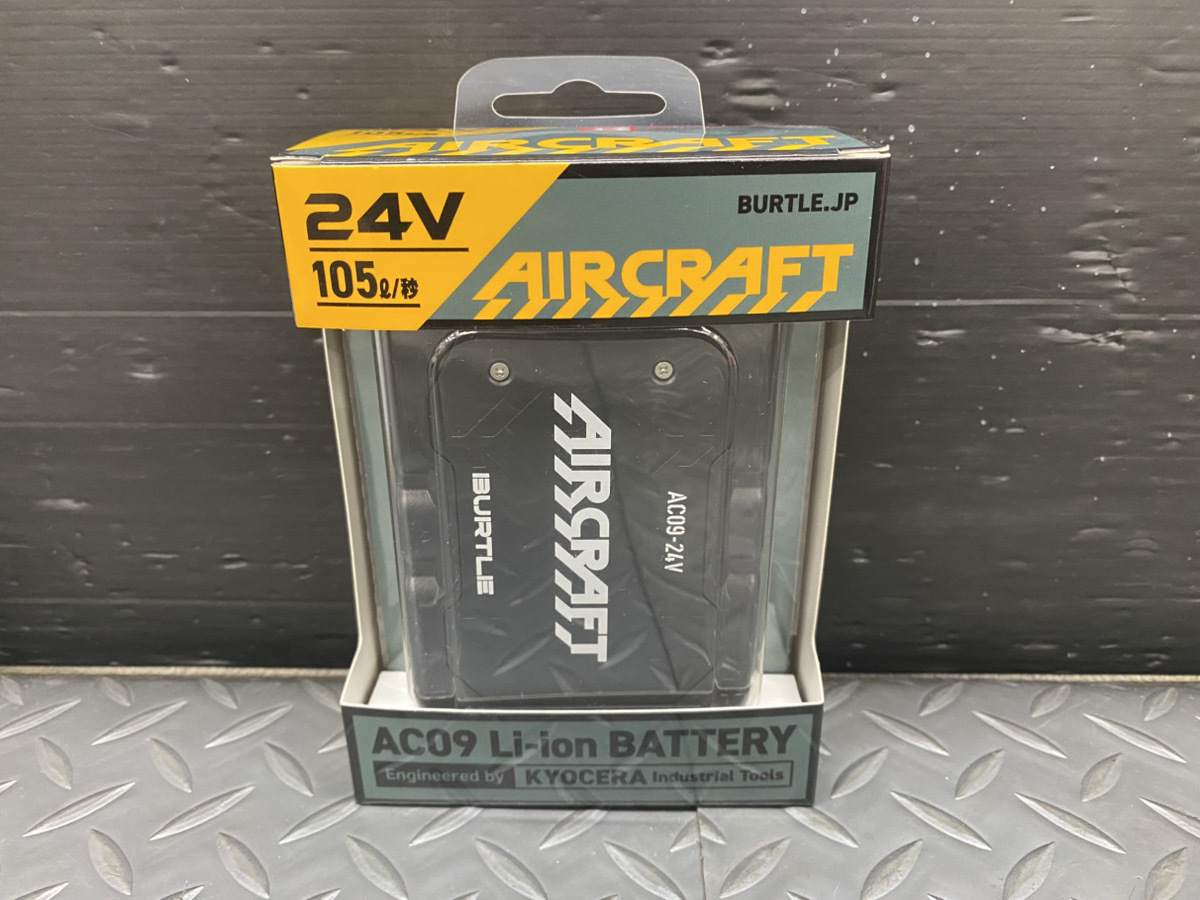 AIRCRAFT
24V
105ℓ/秒
BURTLE.JP
AIRCRAFT
AC09-24V
AIRCRAFT
BURTLE
AC09 Li-ion BATTERY
Engineered by KYOCERA Industrial Tools